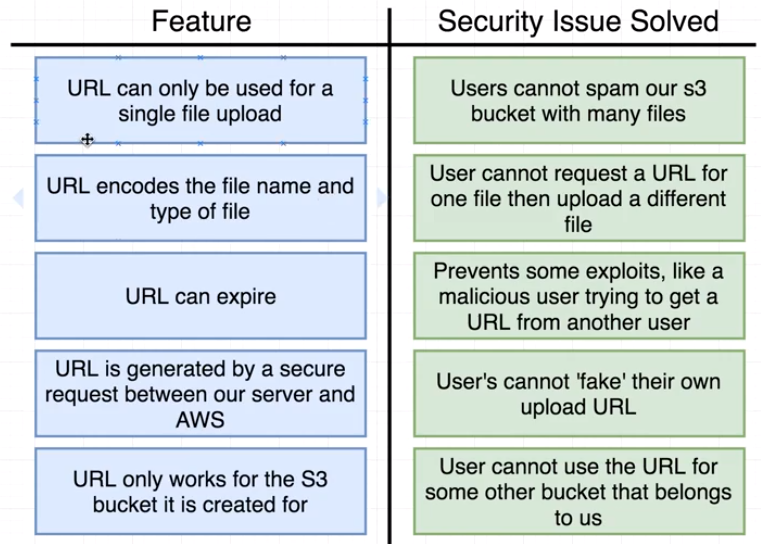 Feature
Security Issue Solved
URL can only be used for a
single file upload
Users cannot spam our s3
bucket with many files
URL encodes the file name and
type of file
User cannot request a URL for
one file then upload a different
file
URL can expire
Prevents some exploits, like a
malicious user trying to get a
URL from another user
URL is generated by a secure
request between our server and
AWS
User's cannot 'fake' their own
upload URL
URL only works for the S3
bucket it is created for
User cannot use the URL for
some other bucket that belongs
to us